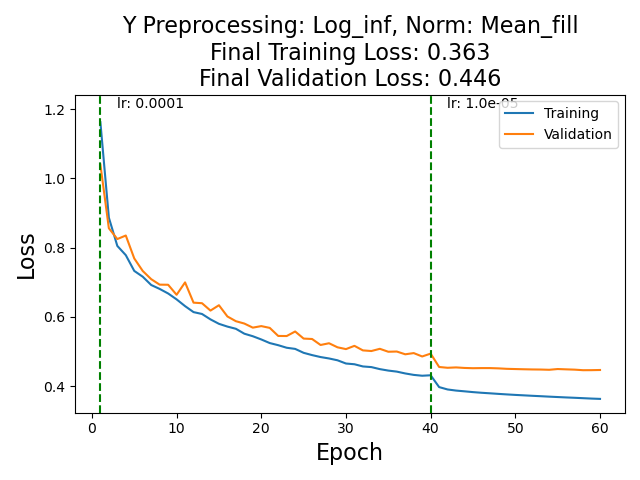 Y Preprocessing: Log_inf, Norm: Mean_fill
Final Training Loss: 0.363
Final Validation Loss: 0.446
lr: 0.0001
lr: 1.0e-05
Training
Validation
Loss
1.2
1.0
0.8
0.6
0.4
0 10 20 30 40 50 60
Epoch